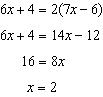 6x + 4 = 2(7x − 6)
6x + 4 = 14x − 12
16 = 8x
x = 2